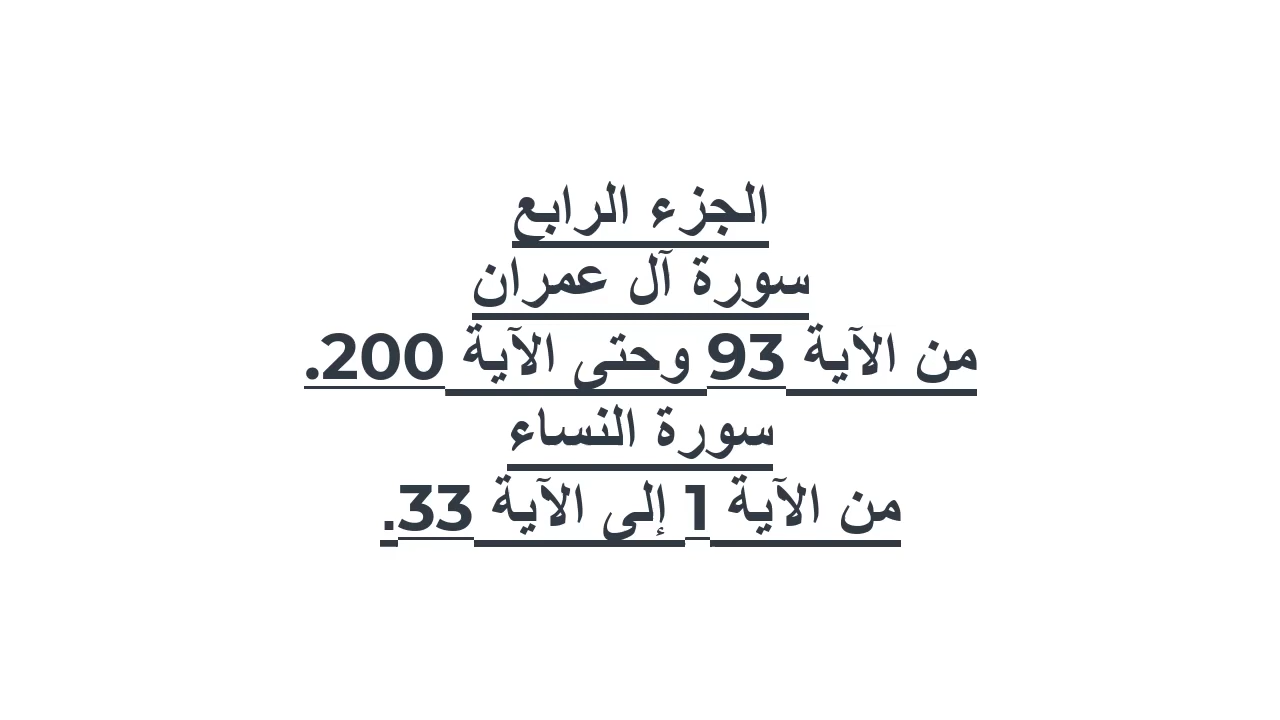 الجزء الرابع
سورة آل عمران
من الآية 93 وحتى الآية 200.
سورة النساء
من الآية 1 إلى الآية 33.